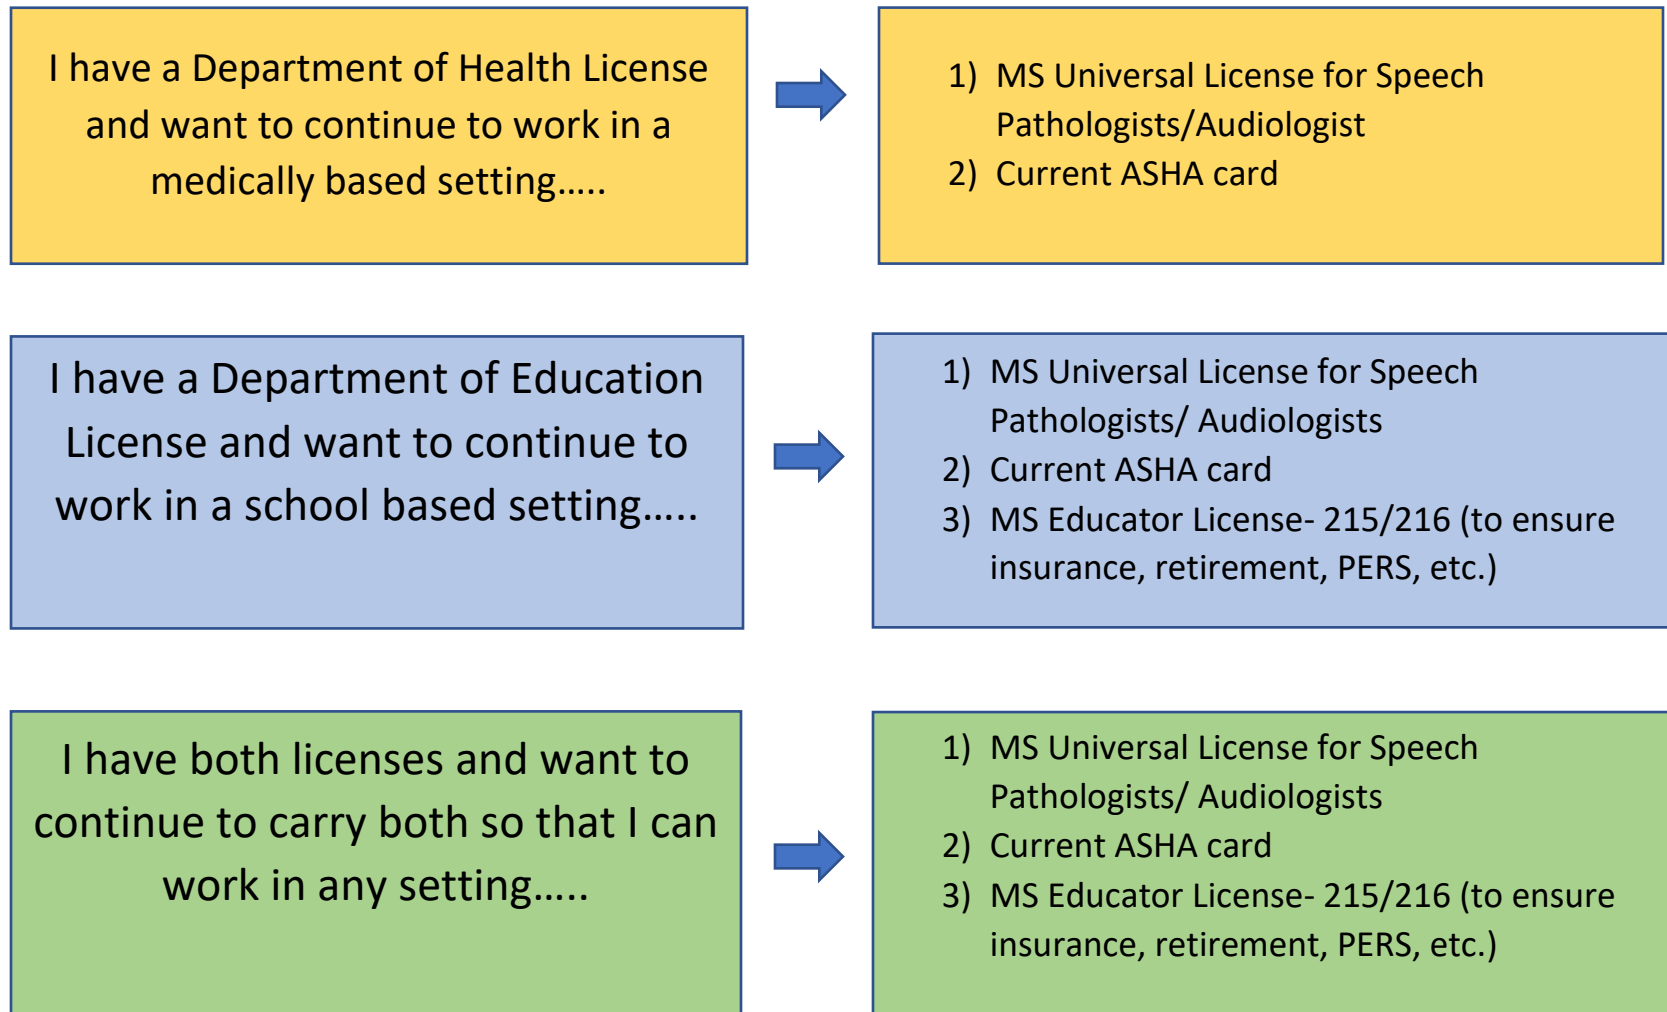 I have a Department of Health License
and want to continue to work in a
medically based setting…..
1) MS Universal License for Speech
Pathologists/Audiologist
2) Current ASHA card
I have a Department of Education
License and want to continue to
work in a school based setting…..
1) MS Universal License for Speech
Pathologists/ Audiologists
2) Current ASHA card
3) MS Educator License- 215/216 (to ensure
insurance, retirement, PERS, etc.)
I have both licenses and want to
continue to carry both so that I can
work in any setting…..
1) MS Universal License for Speech
Pathologists/ Audiologists
2) Current ASHA card
3) MS Educator License- 215/216 (to ensure
insurance, retirement, PERS, etc.)